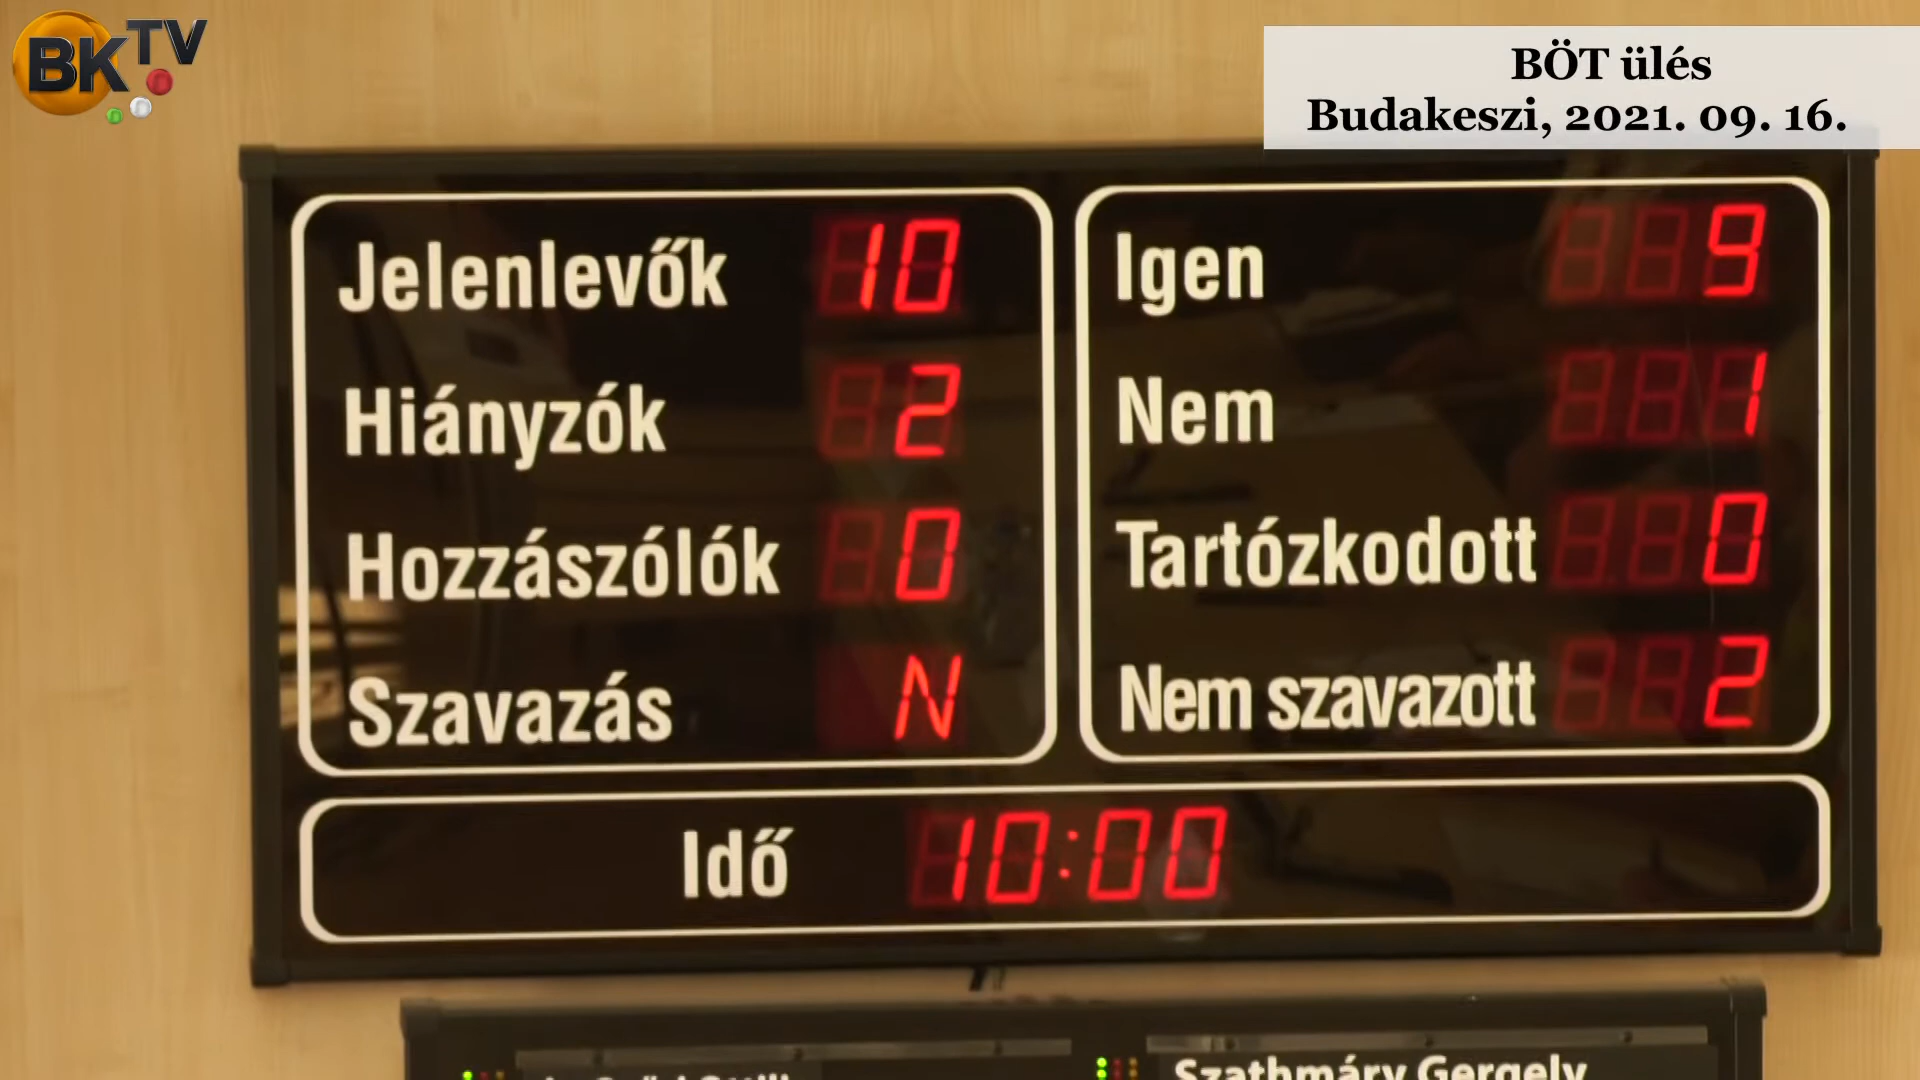 BKTV
BÖT ülés
Budakeszi, 2021. 09. 16.
Jelenlevők 10
Hiányzók 2
Hozzászólók 0
Szavazás N
Igen 9
Nem 1
Tartózkodott 0
Nem szavazott 2
Idő 10:00
Szathmáry Gergely